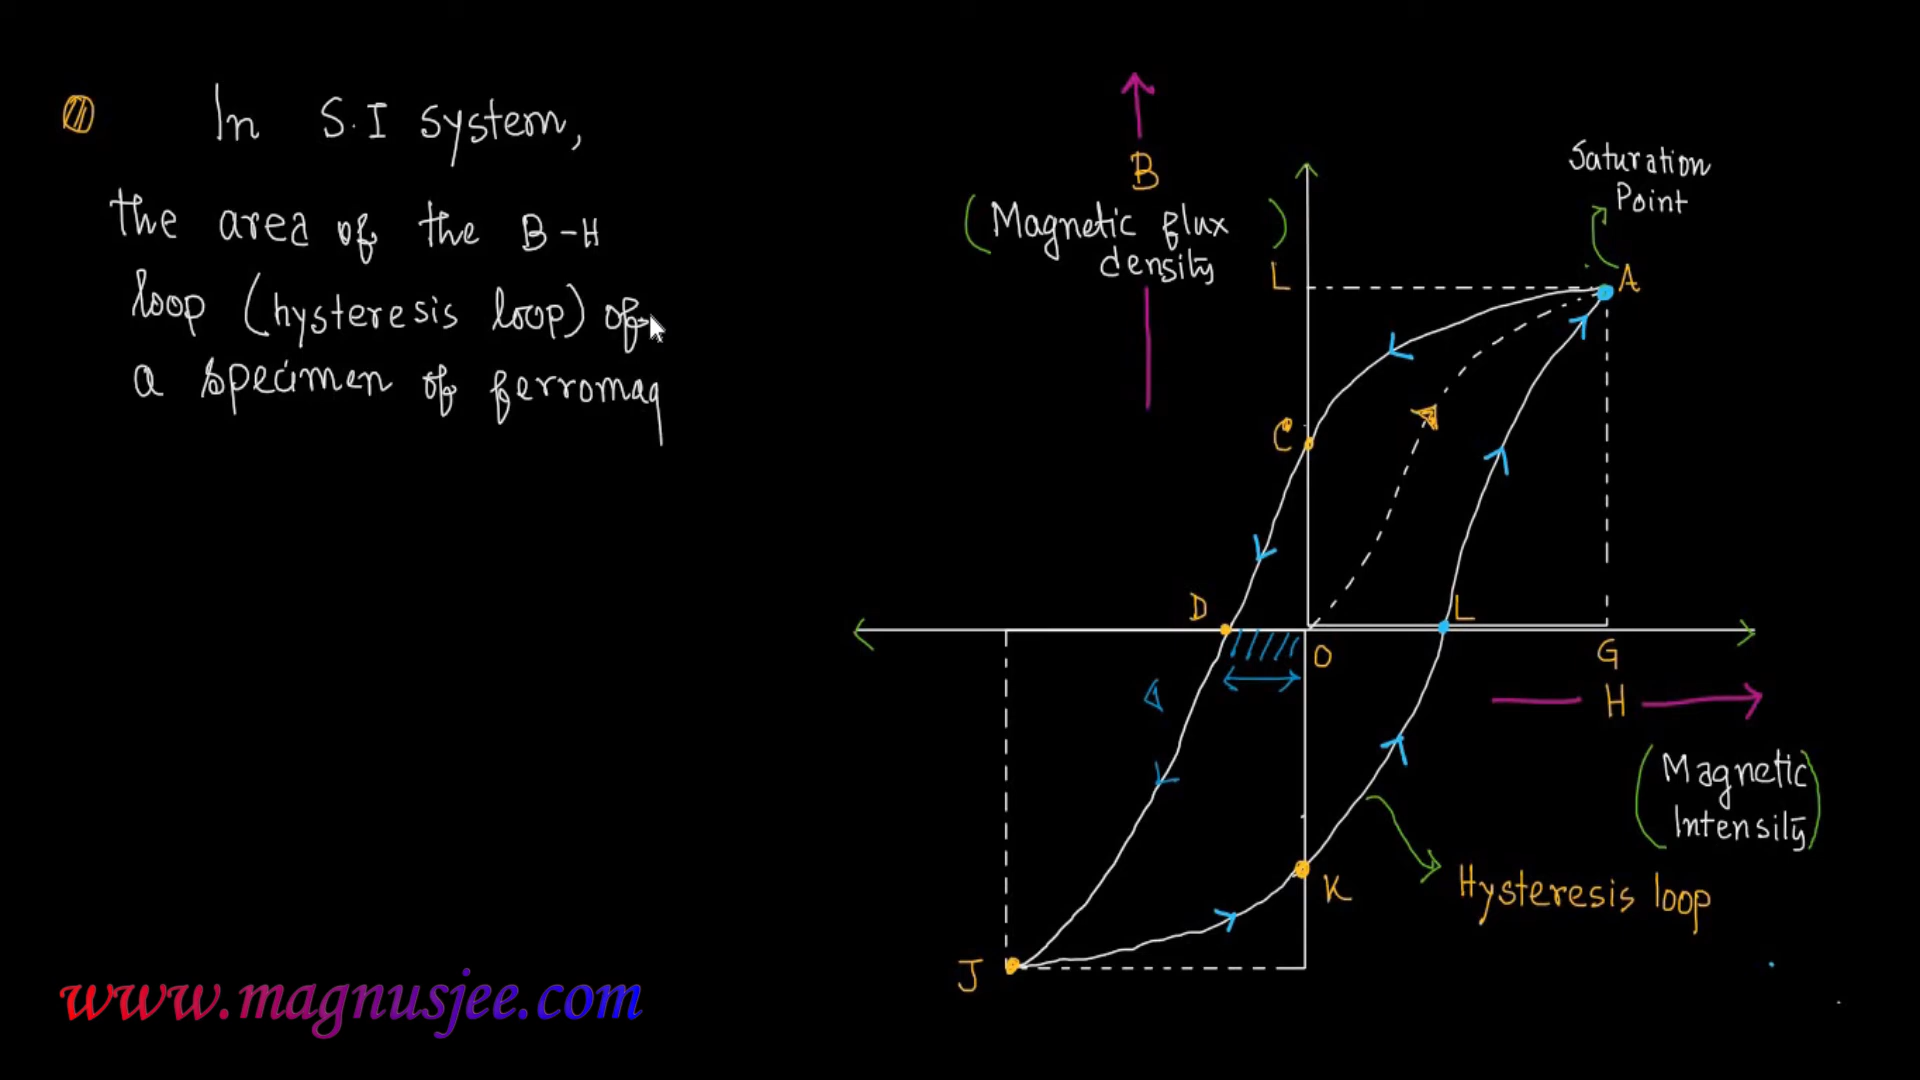 In S.I system,
the area of the B-H
loop (hysteresis loop) of
a specimen of ferromag
B
(Magnetic flux
density)
Saturation
Point
L
A
C
D
L
O
G
H
(Magnetic
Intensity)
K
Hysteresis loop
J
www.magnusjee.com